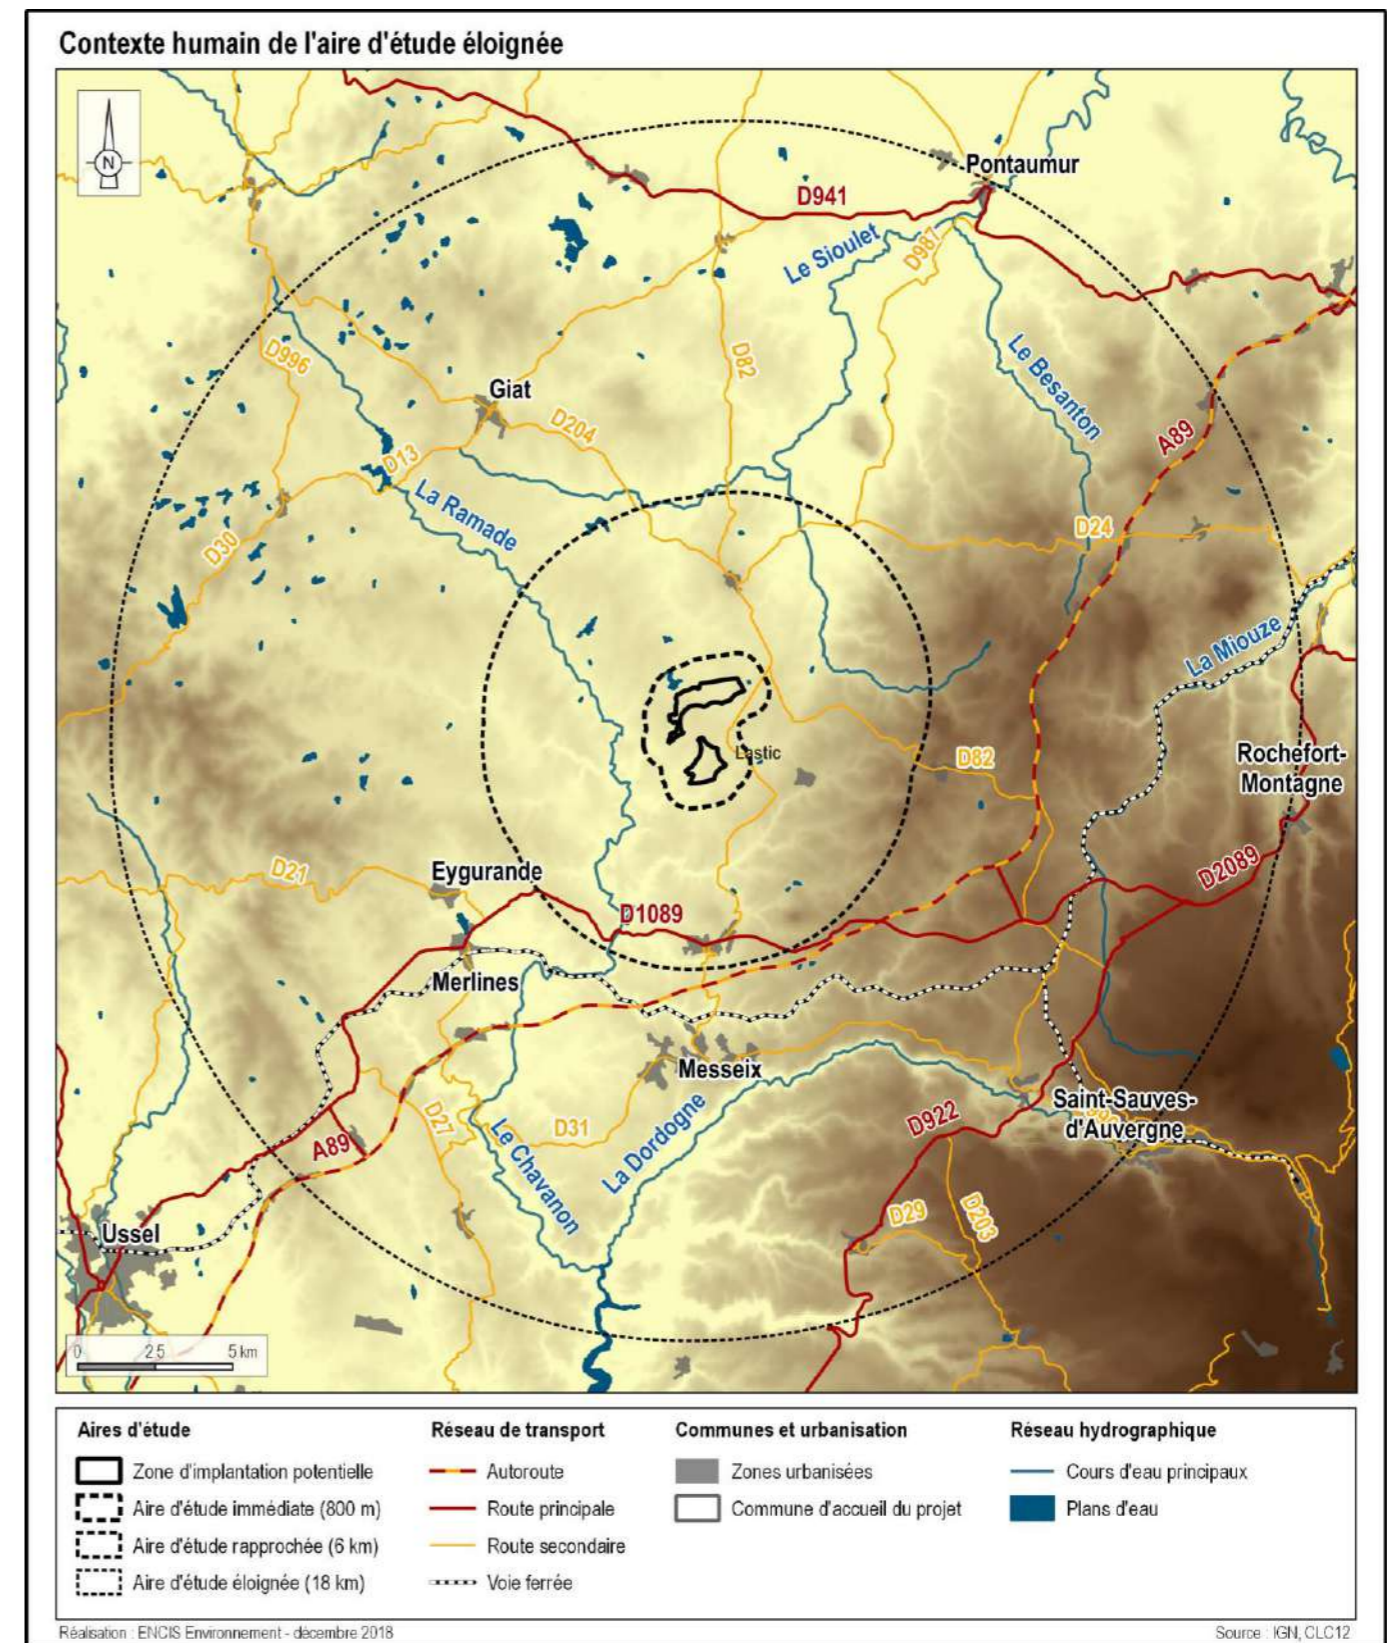 Contexte humain de l'aire d'étude éloignée
N
Pontaumur
D941
Le Sioulet
D987
D996
D82
Le Besanton
Giat
D204
A89
D13
La Ramade
D30
D24
La Miouze
Lastic
Rochefort-
Montagne
D82
D21
Eygurande
D2089
D1089
Merlines
Messeix
Saint-Sauves-
d'Auvergne
D922
D27
D31
A89
Le Chavanon
La Dordogne
D29
D203
Ussel
0 2.5 5 km
Aires d'étude
Zone d'implantation potentielle
Aire d'étude immédiate (800 m)
Aire d'étude rapprochée (6 km)
Aire d'étude éloignée (18 km)
Réseau de transport
Autoroute
Route principale
Route secondaire
Voie ferrée
Communes et urbanisation
Zones urbanisées
Commune d'accueil du projet
Réseau hydrographique
Cours d'eau principaux
Plans d'eau
Réalisation : ENCIS Environnement - décembre 2018
Source : IGN, CLC12